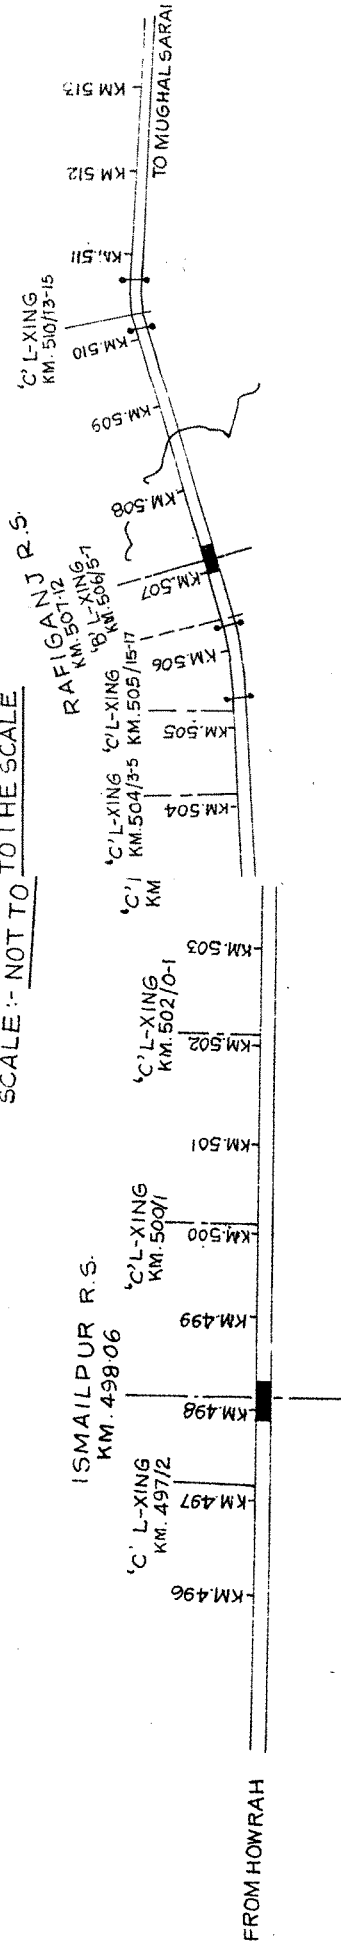 SCALE :- NOT TO TO THE SCALE
FROM HOWRAH
KM.496
'C' L-XING
KM. 497/2
KM.497
ISMAILPUR R.S.
KM. 498.06
KM.498
KM.499
'C' L-XING
KM. 500/1
KM.500
KM.501
'C' L-XING
KM. 502/0-1
KM.502
KM.503
'C'
KM
'C' L-XING
KM.504/3-5
KM.504
'C' L-XING
KM.505/15-17
KM.505
KM.506
'B' L-XING
KM.506/5-7
RAFIGANJ R.S.
KM.507.12
KM.507
KM.508
KM.509
'C' L-XING
KM. 510/13-15
KM.510
KM.511
KM 512
KM 513
TO MUGHAL SARAI